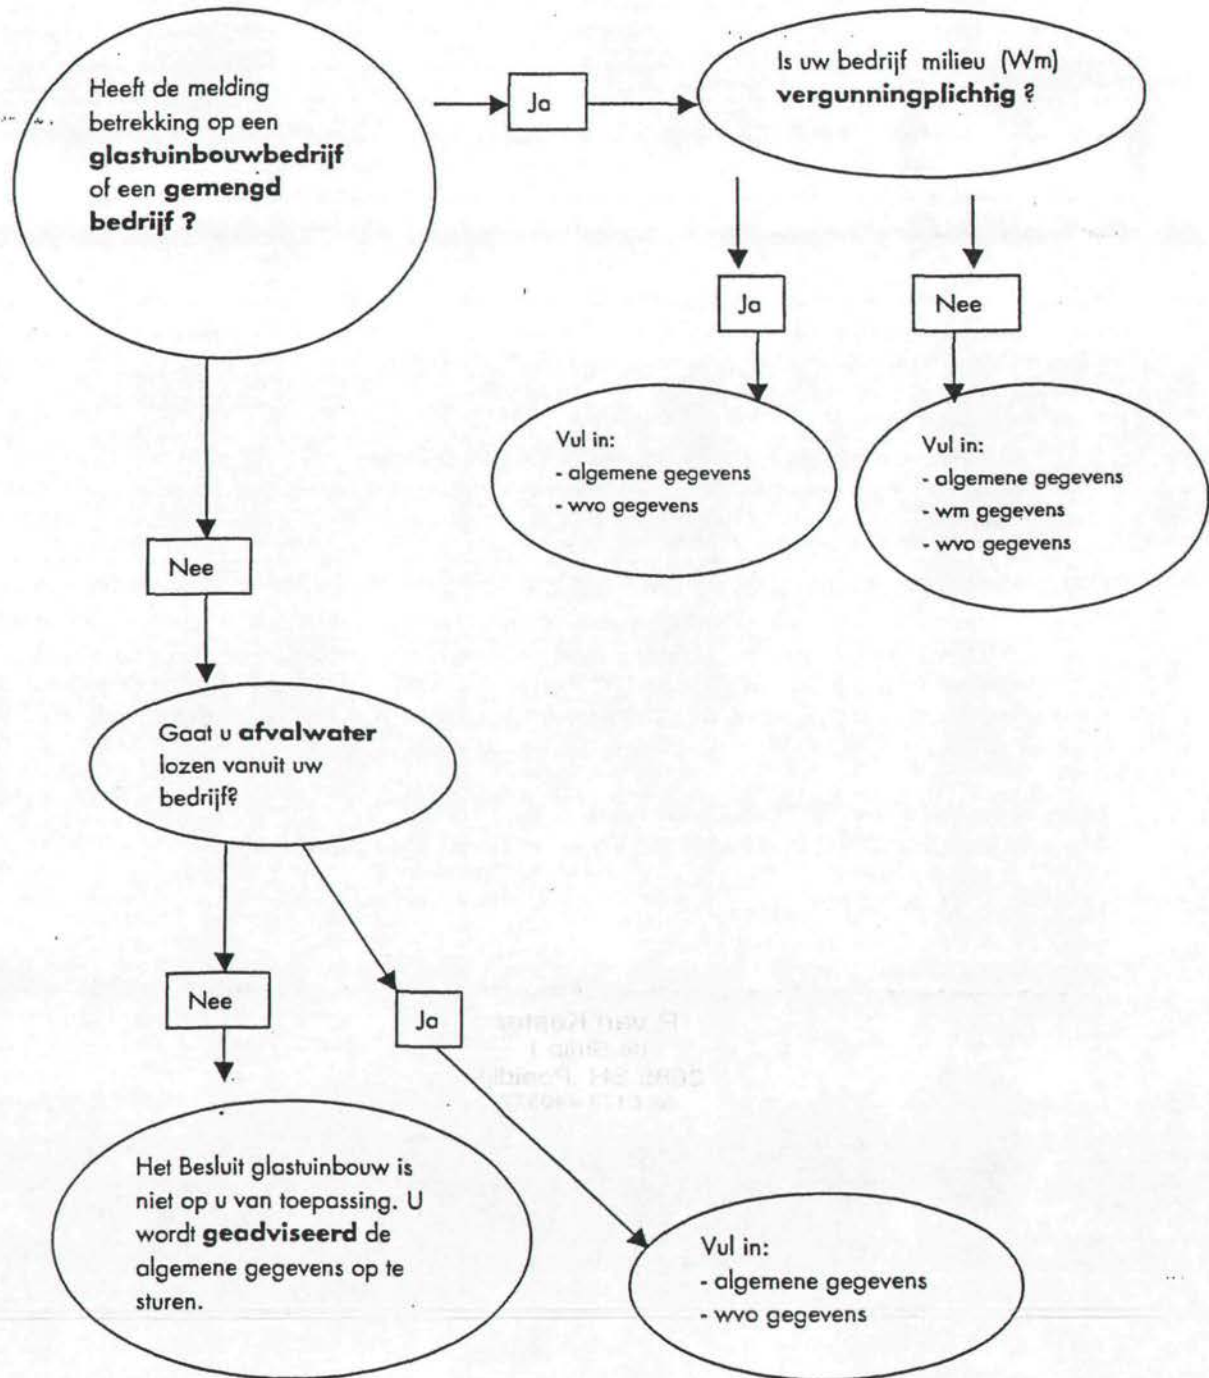 Heeft de melding
betrekking op een
glastuinbouwbedrijf
of een gemengd
bedrijf ?
Ja
Is uw bedrijf milieu (Wm)
vergunningplichtig ?
Ja
Nee
Vul in:
- algemene gegevens
- wvo gegevens
Vul in:
- algemene gegevens
- wm gegevens
- wvo gegevens
Nee
Gaat u afvalwater
lozen vanuit uw
bedrijf?
Nee
Ja
Het Besluit glastuinbouw is
niet op u van toepassing. U
wordt geadviseerd de
algemene gegevens op te
sturen.
Vul in:
- algemene gegevens
- wvo gegevens